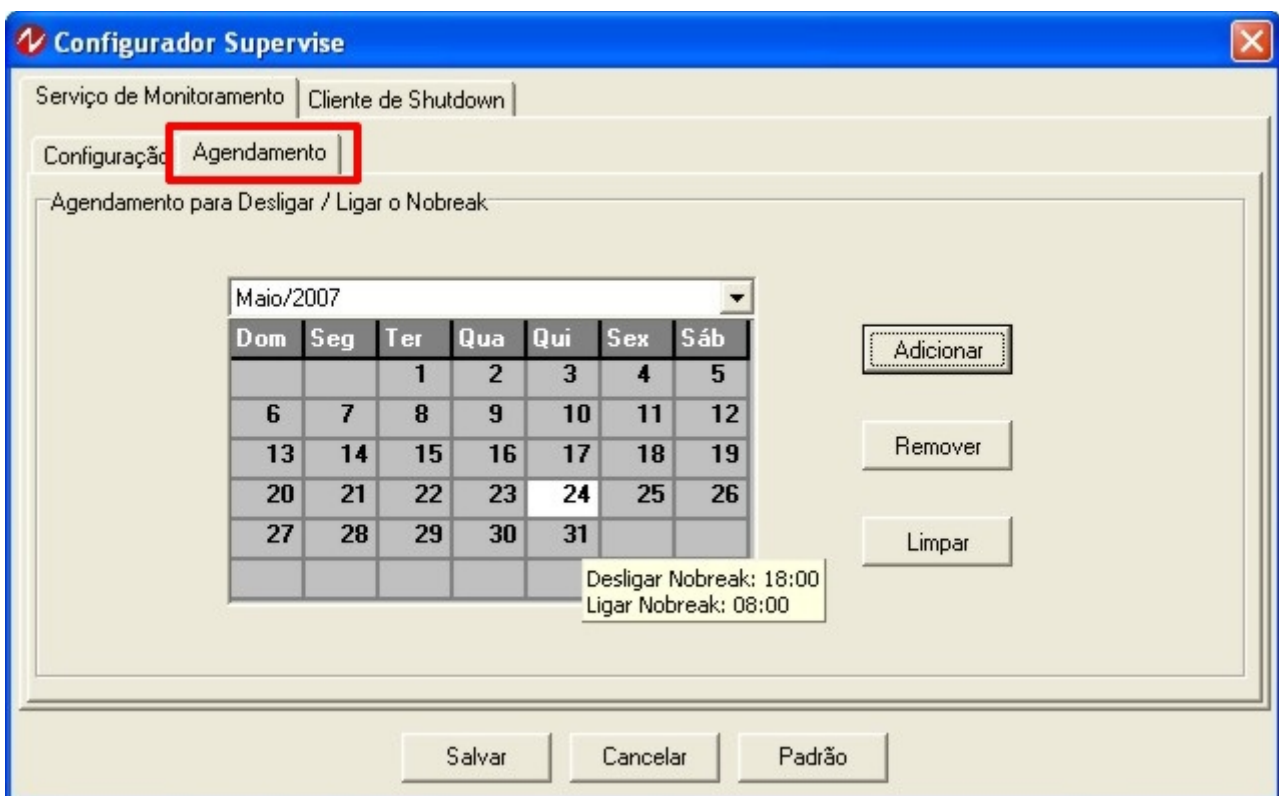 Configurador Supervise
Serviço de Monitoramento Cliente de Shutdown
Configuração Agendamento
Agendamento para Desligar / Ligar o Nobreak
Maio/2007
Dom Seg Ter Qua Qui Sex Sáb
1 2 3 4 5
6 7 8 9 10 11 12
13 14 15 16 17 18 19
20 21 22 23 24 25 26
27 28 29 30 31
Adicionar
Remover
Limpar
Desligar Nobreak: 18:00
Ligar Nobreak: 08:00
Salvar Cancelar Padrão